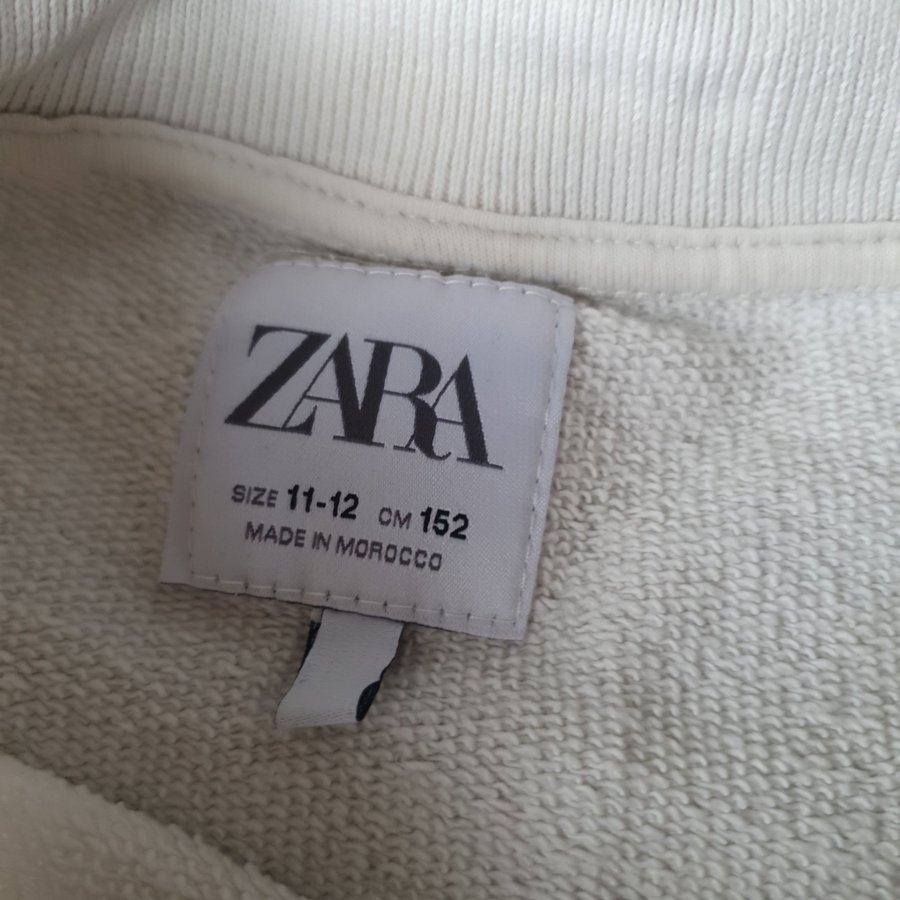 ZARA
SIZE 11-12 CM 152
MADE IN MOROCCO